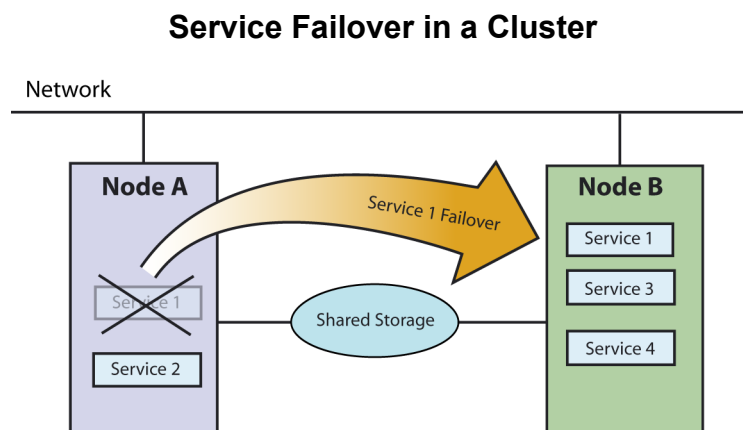 Service Failover in a Cluster
Network
Node A
Service 1
Service 2
Service 1 Failover
Shared Storage
Node B
Service 1
Service 3
Service 4